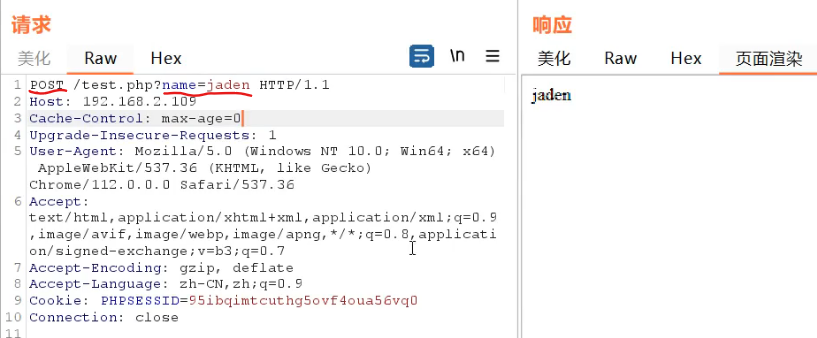 请求
美化 Raw Hex \n
1 POST /test.php?name=jaden HTTP/1.1
2 Host: 192.168.2.109
3 Cache-Control: max-age=0
4 Upgrade-Insecure-Requests: 1
5 User-Agent: Mozilla/5.0 (Windows NT 10.0; Win64; x64)
AppleWebKit/537.36 (KHTML, like Gecko)
Chrome/112.0.0.0 Safari/537.36
6 Accept:
text/html,application/xhtml+xml,application/xml;q=0.9
,image/avif,image/webp,image/apng,*/*;q=0.8,applicati
on/signed-exchange;v=b3;q=0.7
7 Accept-Encoding: gzip, deflate
8 Accept-Language: zh-CN,zh;q=0.9
9 Cookie: PHPSESSID=95ibqimtcuthg5ovf4oua56vq0
10 Connection: close
11
响应
美化 Raw Hex 页面渲染
jaden